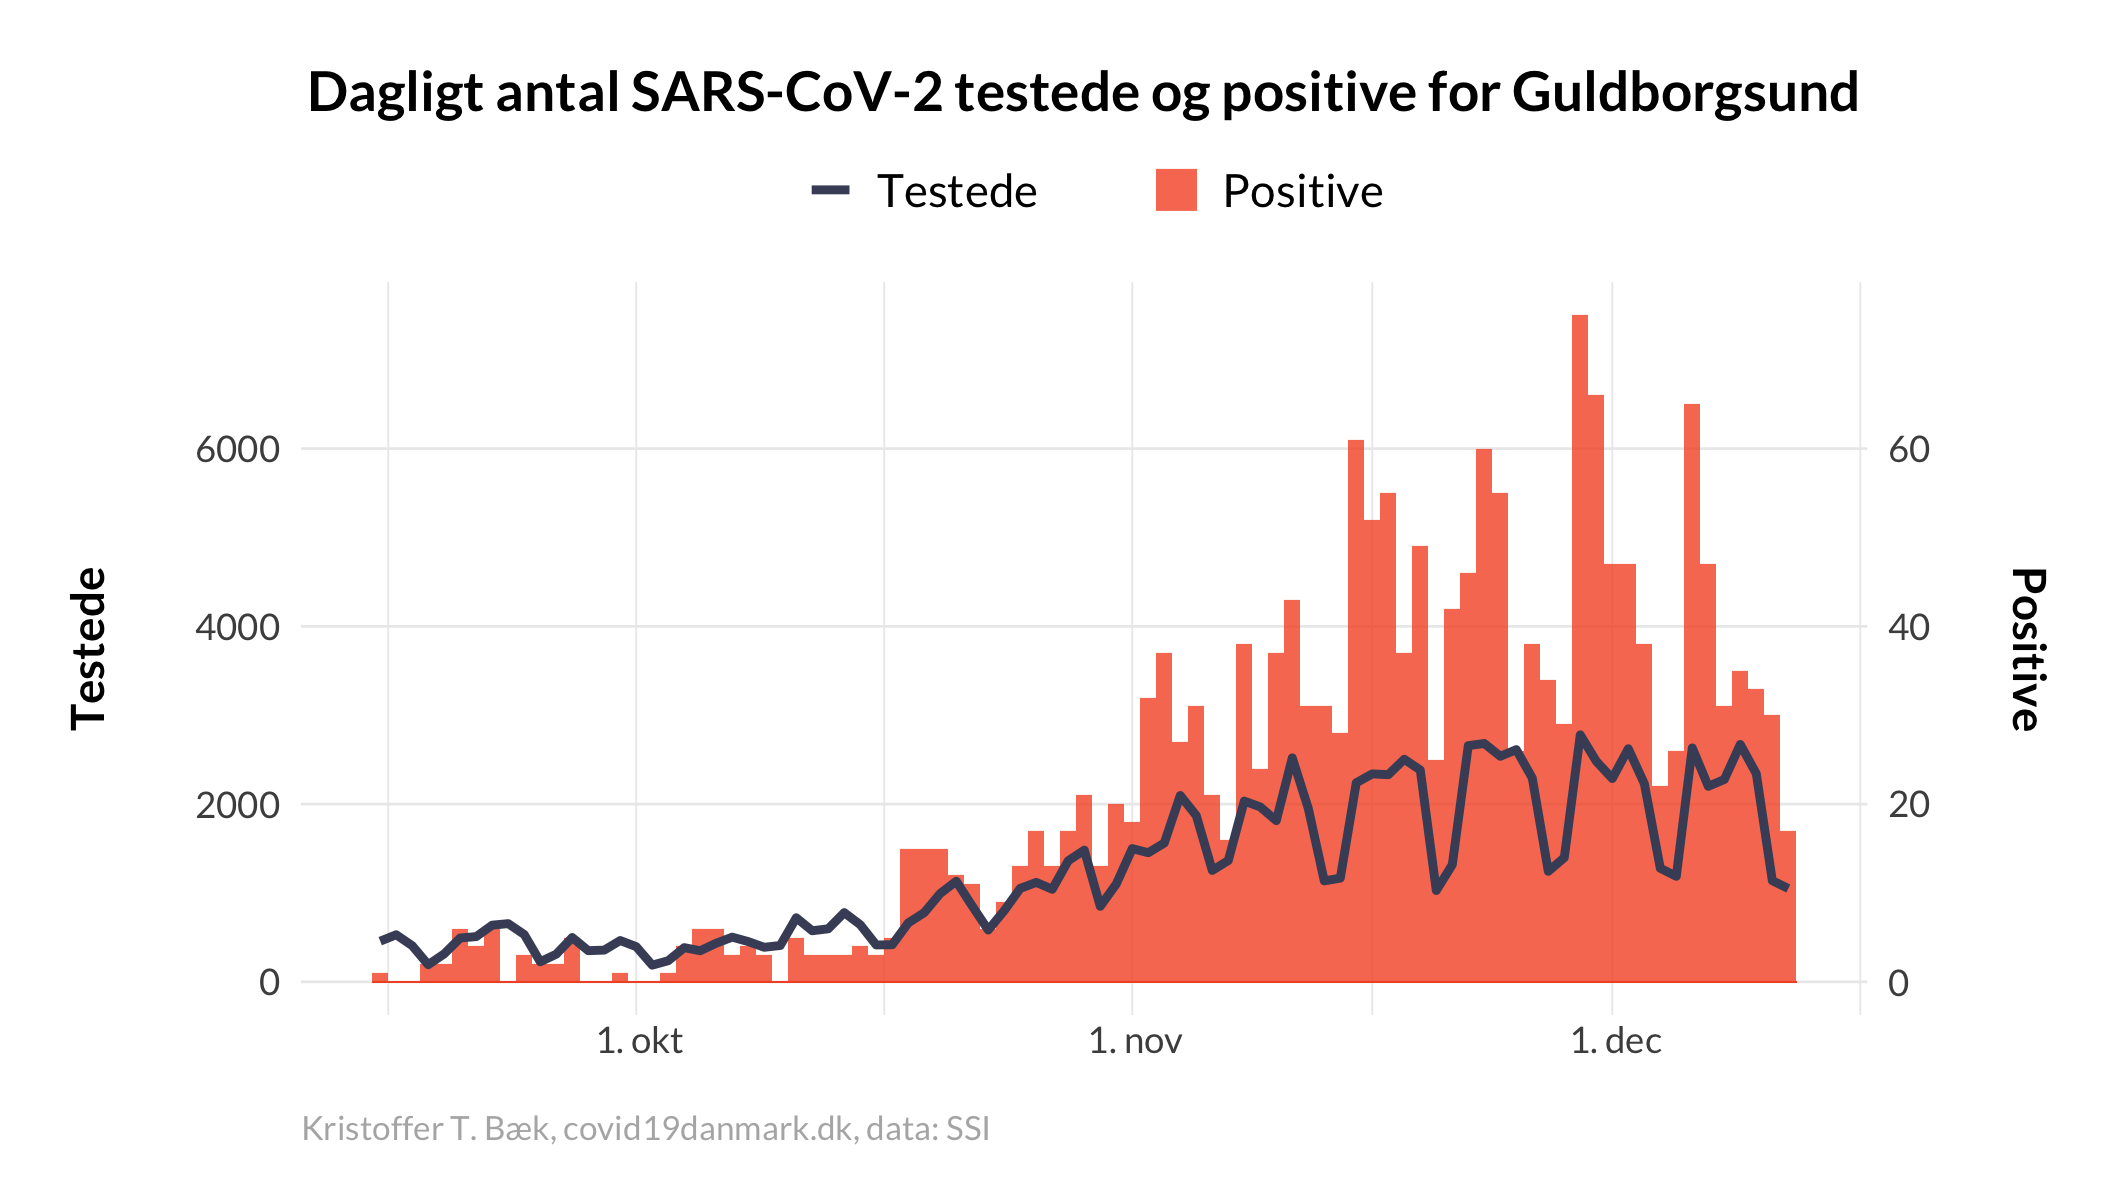 Dagligt antal SARS-CoV-2 testede og positive for Guldborgsund
Testede
Positive
Testede
6000
4000
2000
0
60
40
20
0
Positive
1. okt
1. nov
1. dec
Kristoffer T. Bæk, covid19danmark.dk, data: SSI